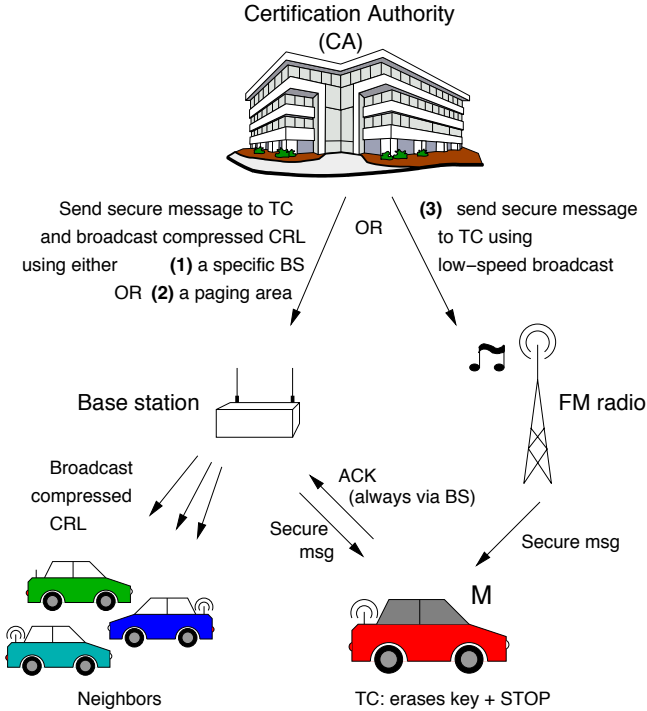 Certification Authority
(CA)
Send secure message to TC
and broadcast compressed CRL
using either (1) a specific BS
OR (2) a paging area
OR
(3) send secure message
to TC using
low−speed broadcast
Base station
FM radio
Broadcast
compressed
CRL
ACK
(always via BS)
Secure
msg
Secure msg
M
Neighbors
TC: erases key + STOP